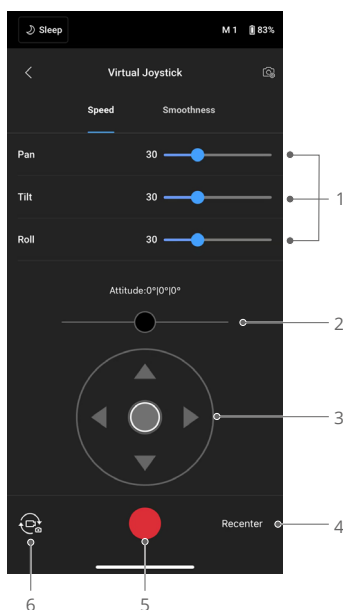 Sleep M 1 83%
Virtual Joystick
Speed Smoothness
Pan 30
1
Tilt 30
Roll 30
Attitude:0°|0°|0°
2
3
Recenter 4
6 5